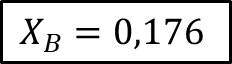 X_B = 0,176